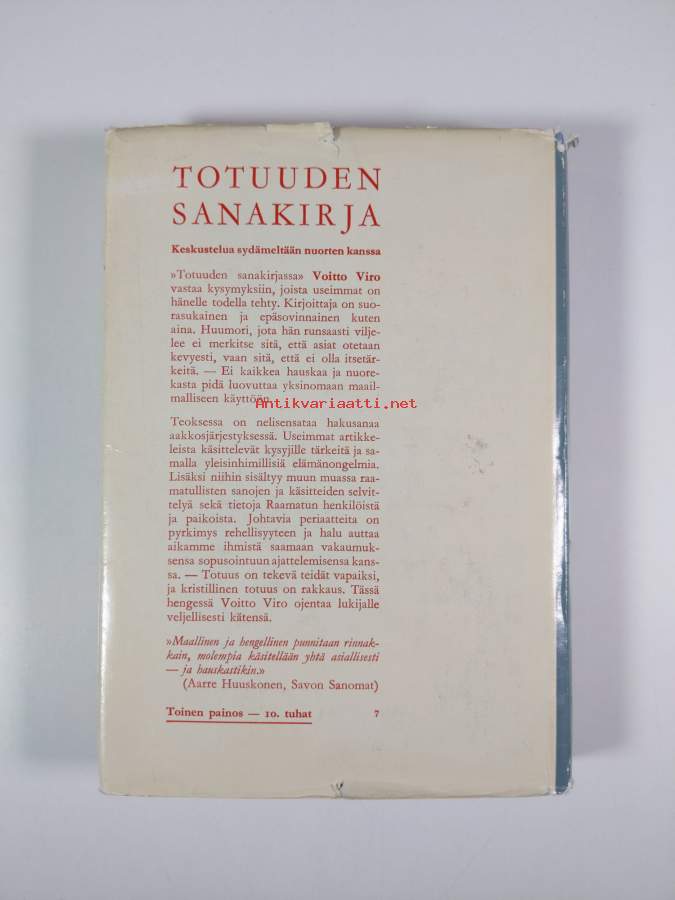 TOTUUDEN
SANAKIRJA
Keskustelua sydämeltään nuorten kanssa
»Totuuden sanakirjassa» Voitto Viro
vastaa kysymyksiin, joista useimmat on
hänelle todella tehty. Kirjoittaja on suo-
rasukainen ja epäsovinnainen kuten
aina. Huumori, jota hän runsaasti vilje-
lee ei merkitse sitä, että asiat otetaan
kevyesti, vaan sitä, että ei olla itsetär-
keitä. — Ei kaikkea hauskaa ja nuore-
kasta pidä luovuttaa yksinomaan maail-
malliseen käyttöön.
Antikvariaatti.net
Teoksessa on nelisensataa hakusanaa
aakkosjärjestyksessä. Useimmat artikke-
leista käsittelevät kysyjille tärkeitä ja sa-
malla yleisinhimillisiä elämänongelmia.
Lisäksi niihin sisältyy muun muassa raa-
matullisten sanojen ja käsitteiden selvit-
telyä sekä tietoja Raamatun henkilöistä
ja paikoista. Johtavia periaatteita on
pyrkimys rehellisyyteen ja halu auttaa
aikamme ihmistä saamaan vakaumuk-
sensa sopusointuun ajattelemisensa kans-
sa. — Totuus on tekevä teidät vapaiksi,
ja kristillinen totuus on rakkaus. Tässä
hengessä Voitto Viro ojentaa lukijalle
veljellisesti kätensä.
»Maallinen ja hengellinen punnitaan rinnak-
kain, molempia käsitellään yhtä asiallisesti
— ja hauskastikin.»
(Aarre Huuskonen, Savon Sanomat)
Toinen painos — 10. tuhat 7